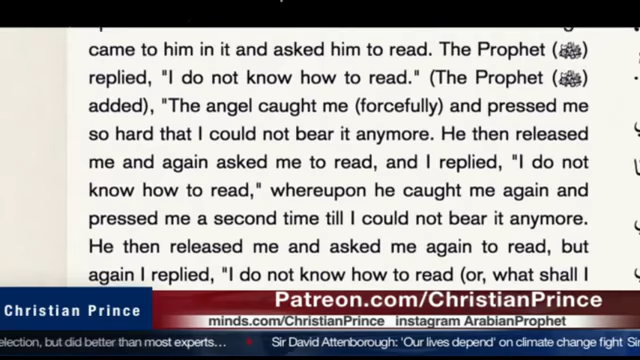 came to him in it and asked him to read. The Prophet (ﷺ)
replied, "I do not know how to read." (The Prophet (ﷺ)
added), "The angel caught me (forcefully) and pressed me
so hard that I could not bear it anymore. He then released
me and again asked me to read, and I replied, "I do not
know how to read," whereupon he caught me again and
pressed me a second time till I could not bear it anymore.
He then released me and asked me again to read, but
again I replied, "I do not know how to read (or, what shall I
Christian Prince
Patreon.com/ChristianPrince
minds.com/ChristianPrince instagram ArabianProphet
election, but did better than most experts… Sir David Attenborough: 'Our lives depend' on climate change fight Sir